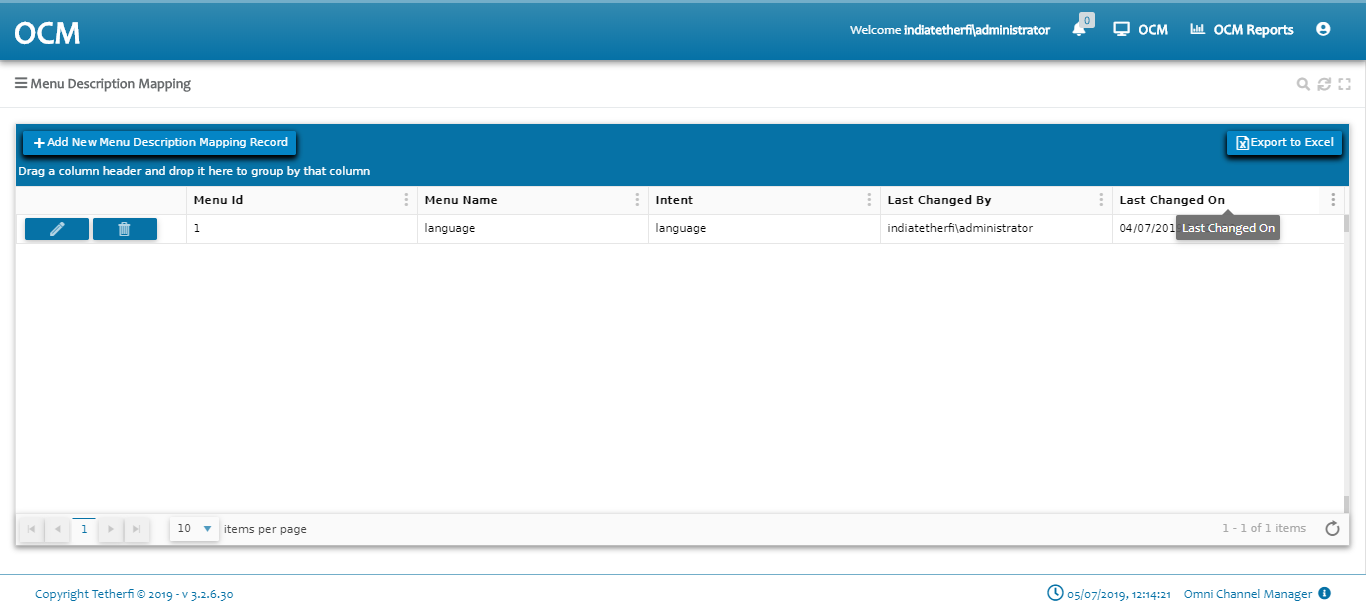 OCM
Welcome indiatetherfi\administrator
0
OCM
OCM Reports
Menu Description Mapping
Add New Menu Description Mapping Record
Export to Excel
Drag a column header and drop it here to group by that column
Menu Id
Menu Name
Intent
Last Changed By
Last Changed On
1
language
language
indiatetherfi\administrator
04/07/201
Last Changed On
1
10
items per page
1 - 1 of 1 items
Copyright Tetherfi © 2019 - v 3.2.6.30
05/07/2019, 12:14:21
Omni Channel Manager